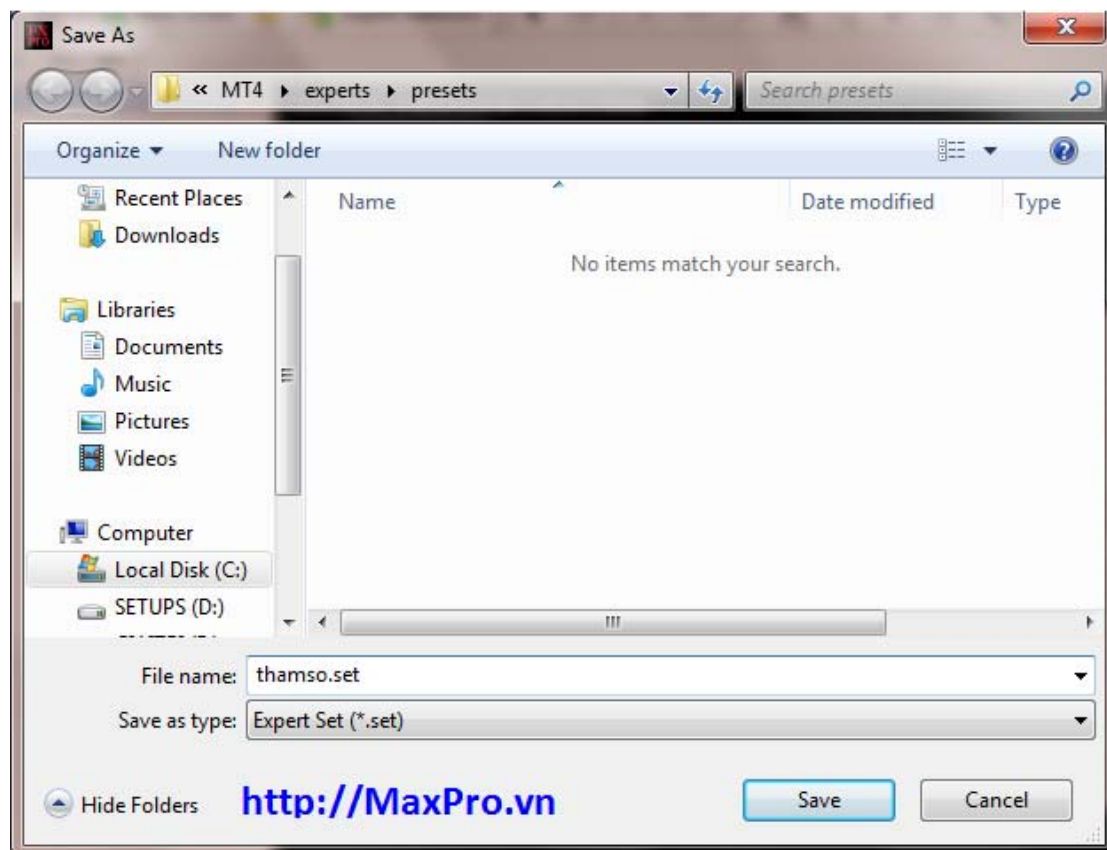 Save As
« MT4 experts presets
Search presets
Organize New folder
Recent Places
Downloads
Libraries
Documents
Music
Pictures
Videos
Computer
Local Disk (C:)
SETUPS (D:)
Name Date modified Type
No items match your search.
File name: thamso.set
Save as type: Expert Set (*.set)
Hide Folders http://MaxPro.vn Save Cancel